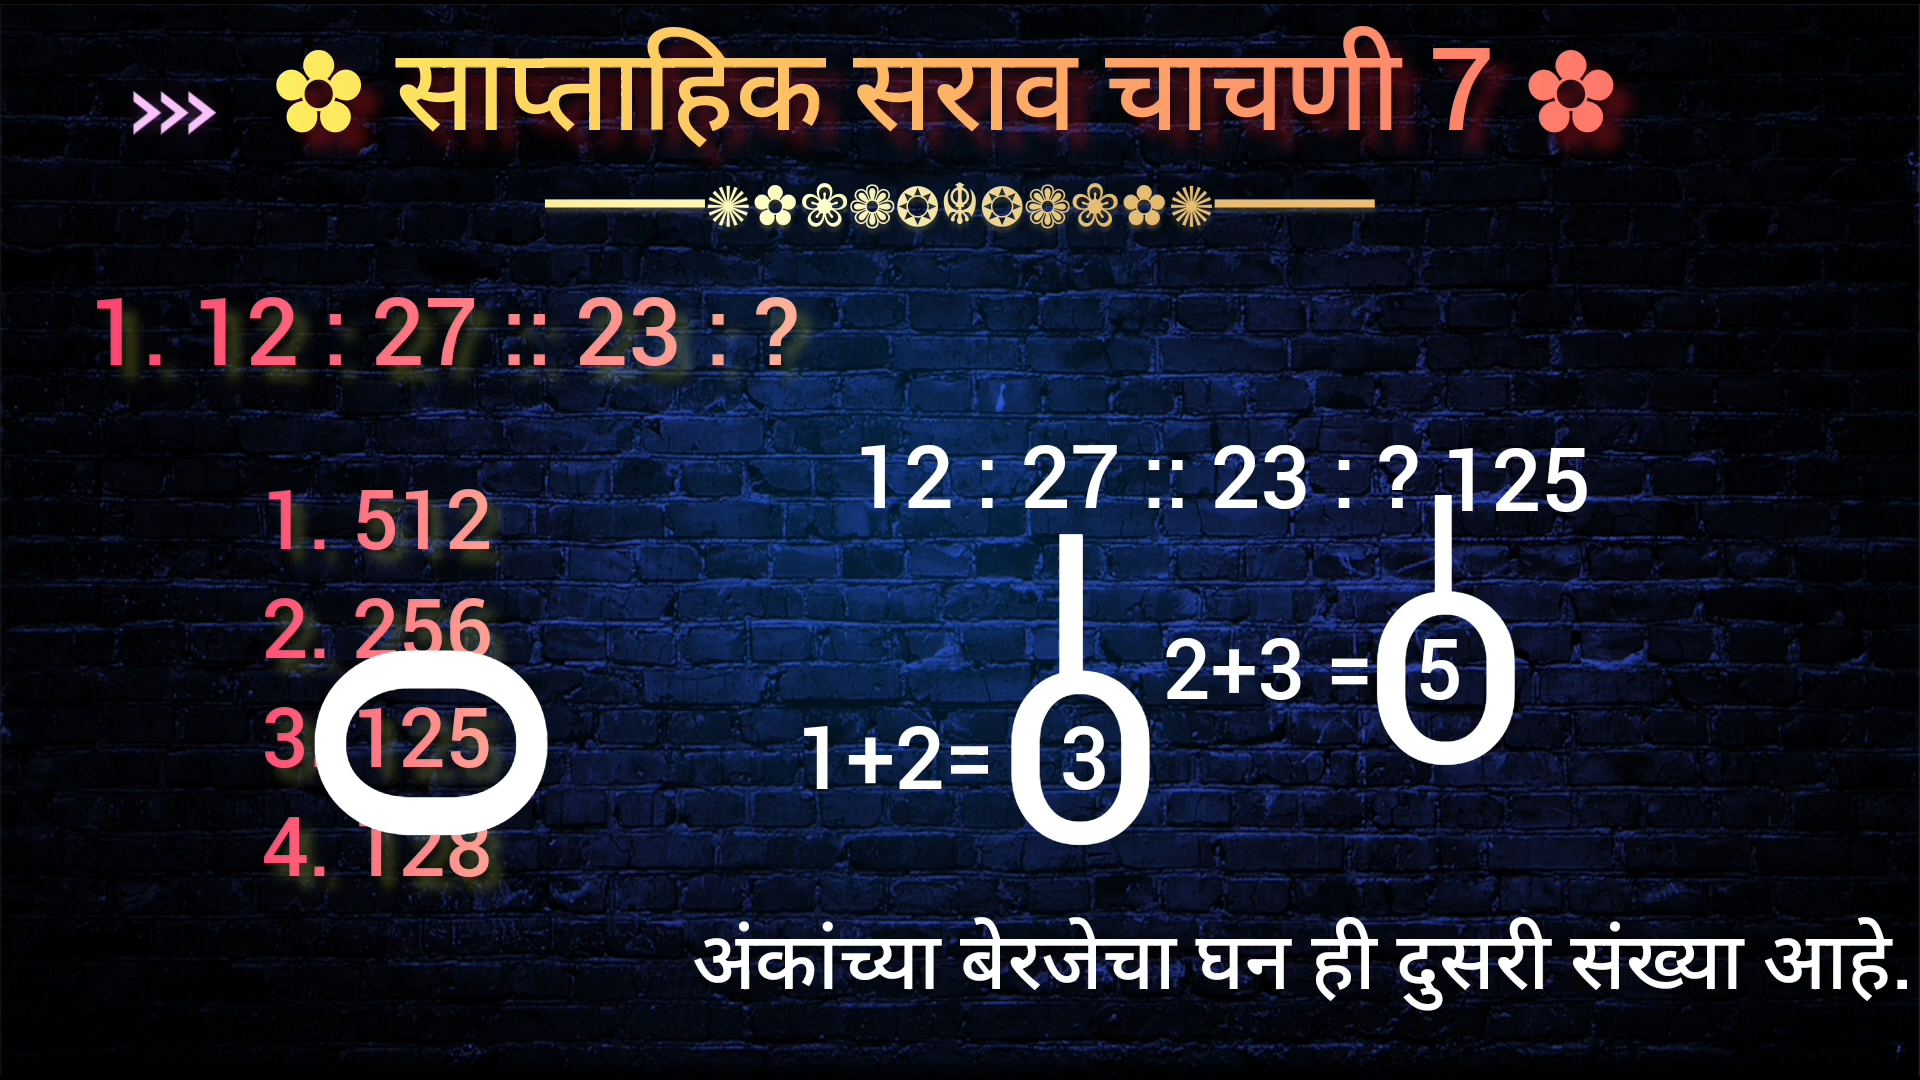 >>> ✿ साप्ताहिक सराव चाचणी 7 ✿
1. 12 : 27 :: 23 : ?
12 : 27 :: 23 : ? 125
1. 512
2. 256
3. 125
4. 128
2+3 = 5
1+2= 3
अंकांच्या बेरजेचा घन ही दुसरी संख्या आहे.